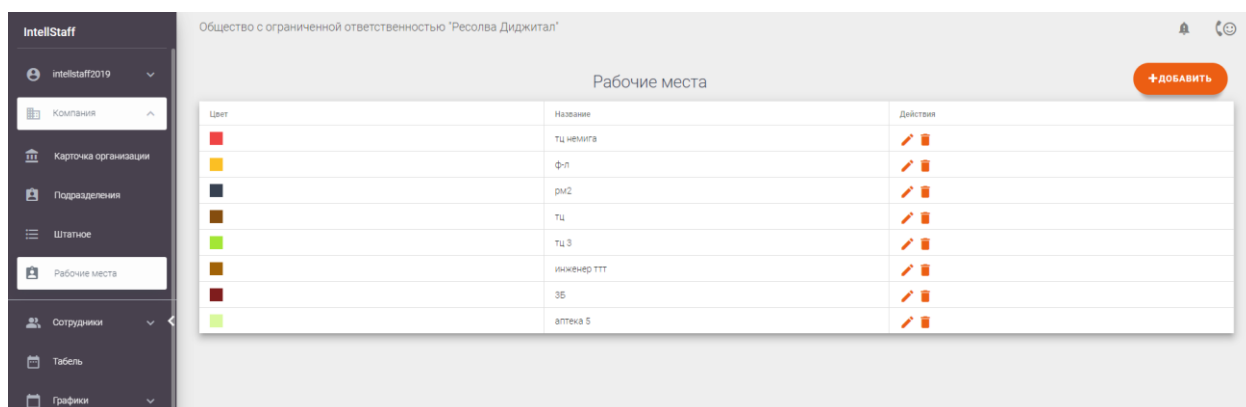 IntellStaff
Общество с ограниченной ответственностью "Ресолва Диджитал"
intellstaff2019
Рабочие места
+ДОБАВИТЬ
Компания
Цвет Название Действия
тц немига
ф-л
Карточка организации
рм2
Подразделения
тц
Штатное
тц 3
инженер ттт
Рабочие места
3Б
аптека 5
Сотрудники
Табель
Графики